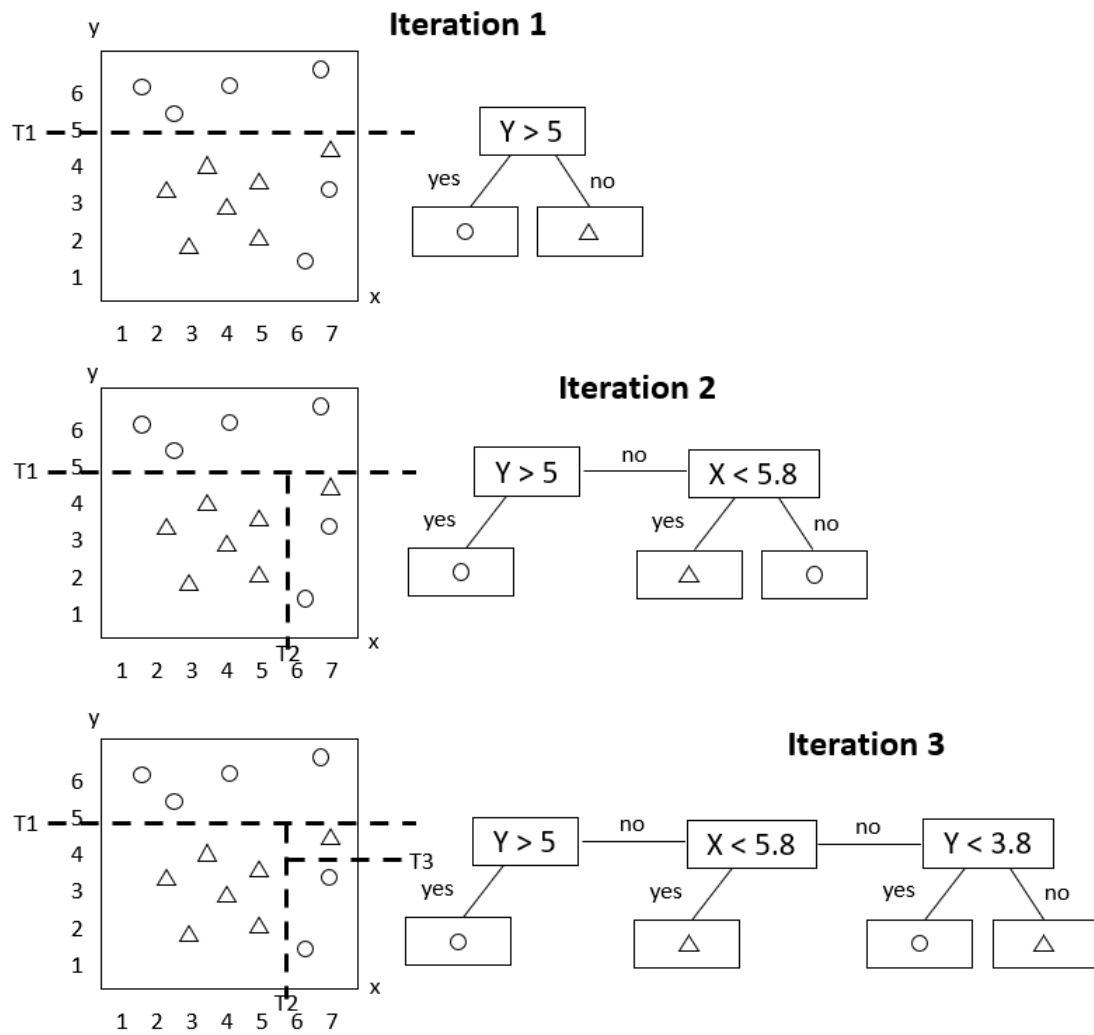 Iteration 1
y
6
T1
5
4
3
2
1
x
1 2 3 4 5 6 7
Y > 5
yes
no
Iteration 2
y
6
T1
5
4
3
2
1
x
T2
1 2 3 4 5 6 7
Y > 5
no
X < 5.8
yes
yes
no
Iteration 3
y
6
T1
5
4
T3
3
2
1
x
T2
1 2 3 4 5 6 7
Y > 5
no
X < 5.8
no
Y < 3.8
yes
yes
yes
no